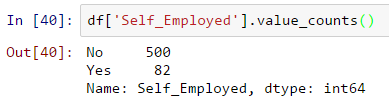 In [40]: df['Self_Employed'].value_counts()
Out[40]: No     500
Yes     82
Name: Self_Employed, dtype: int64